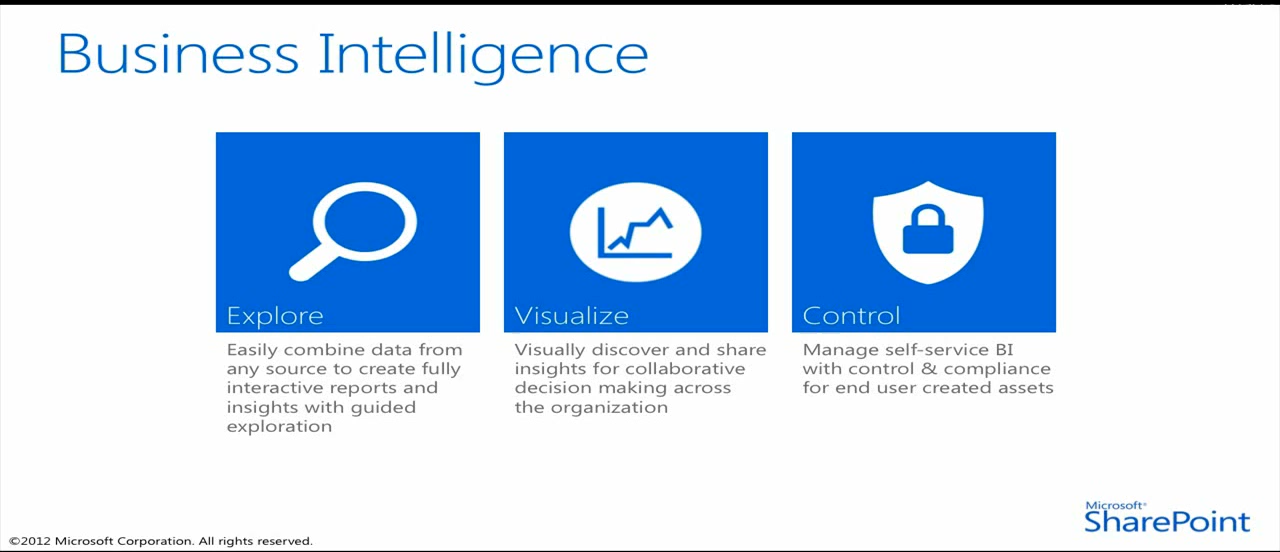 Business Intelligence
Explore
Easily combine data from
any source to create fully
interactive reports and
insights with guided
exploration
Visualize
Visually discover and share
insights for collaborative
decision making across
the organization
Control
Manage self-service BI
with control & compliance
for end user created assets
Microsoft®
SharePoint
©2012 Microsoft Corporation. All rights reserved.